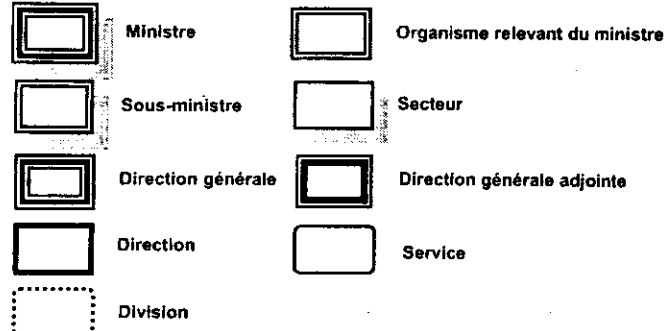 Ministre
Organisme relevant du ministre
Sous-ministre
Secteur
Direction générale
Direction générale adjointe
Direction
Service
Division